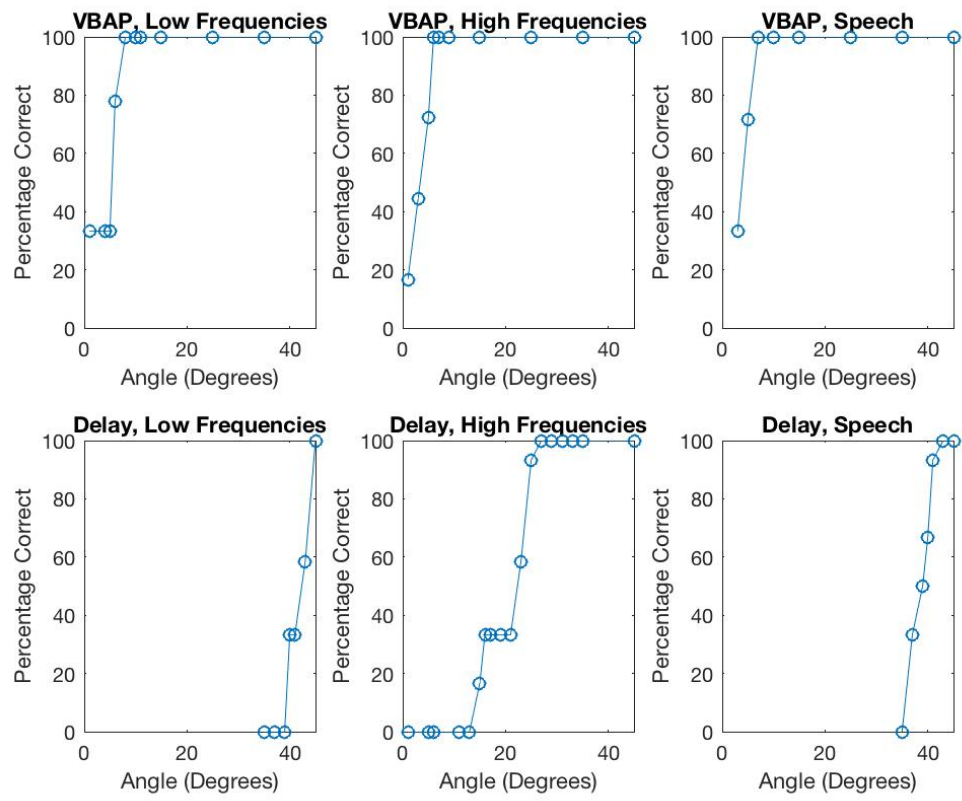 VBAP, Low Frequencies
100
80
60
40
20
0
Percentage Correct
0 20 40
Angle (Degrees)
VBAP, High Frequencies
100
80
60
40
20
0
Percentage Correct
0 20 40
Angle (Degrees)
VBAP, Speech
100
80
60
40
20
0
Percentage Correct
0 20 40
Angle (Degrees)
Delay, Low Frequencies
100
80
60
40
20
0
Percentage Correct
0 20 40
Angle (Degrees)
Delay, High Frequencies
100
80
60
40
20
0
Percentage Correct
0 20 40
Angle (Degrees)
Delay, Speech
100
80
60
40
20
0
Percentage Correct
0 20 40
Angle (Degrees)